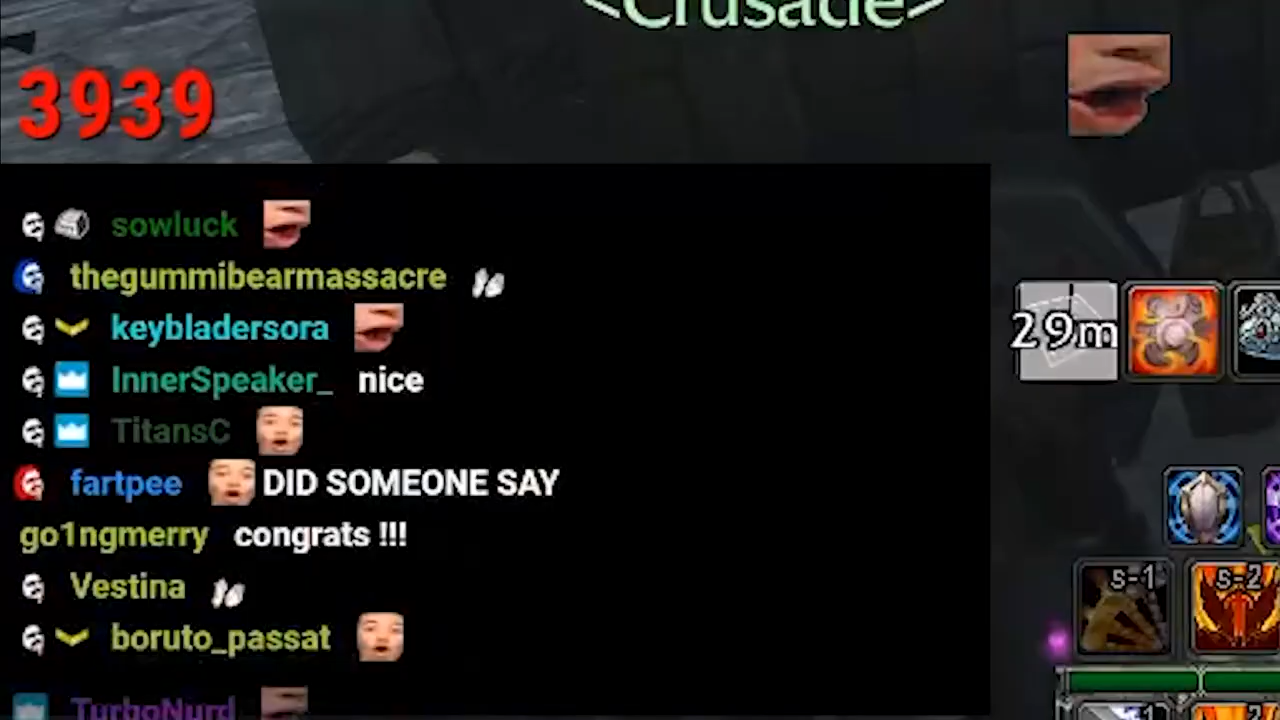 <Crusade>
3939
sowluck
thegummibearmassacre
keybladersora
29m
InnerSpeaker_ nice
TitansC
fartpee DID SOMEONE SAY
go1ngmerry congrats !!!
s-1 s-2
Vestina
boruto_passat
TurboNurd